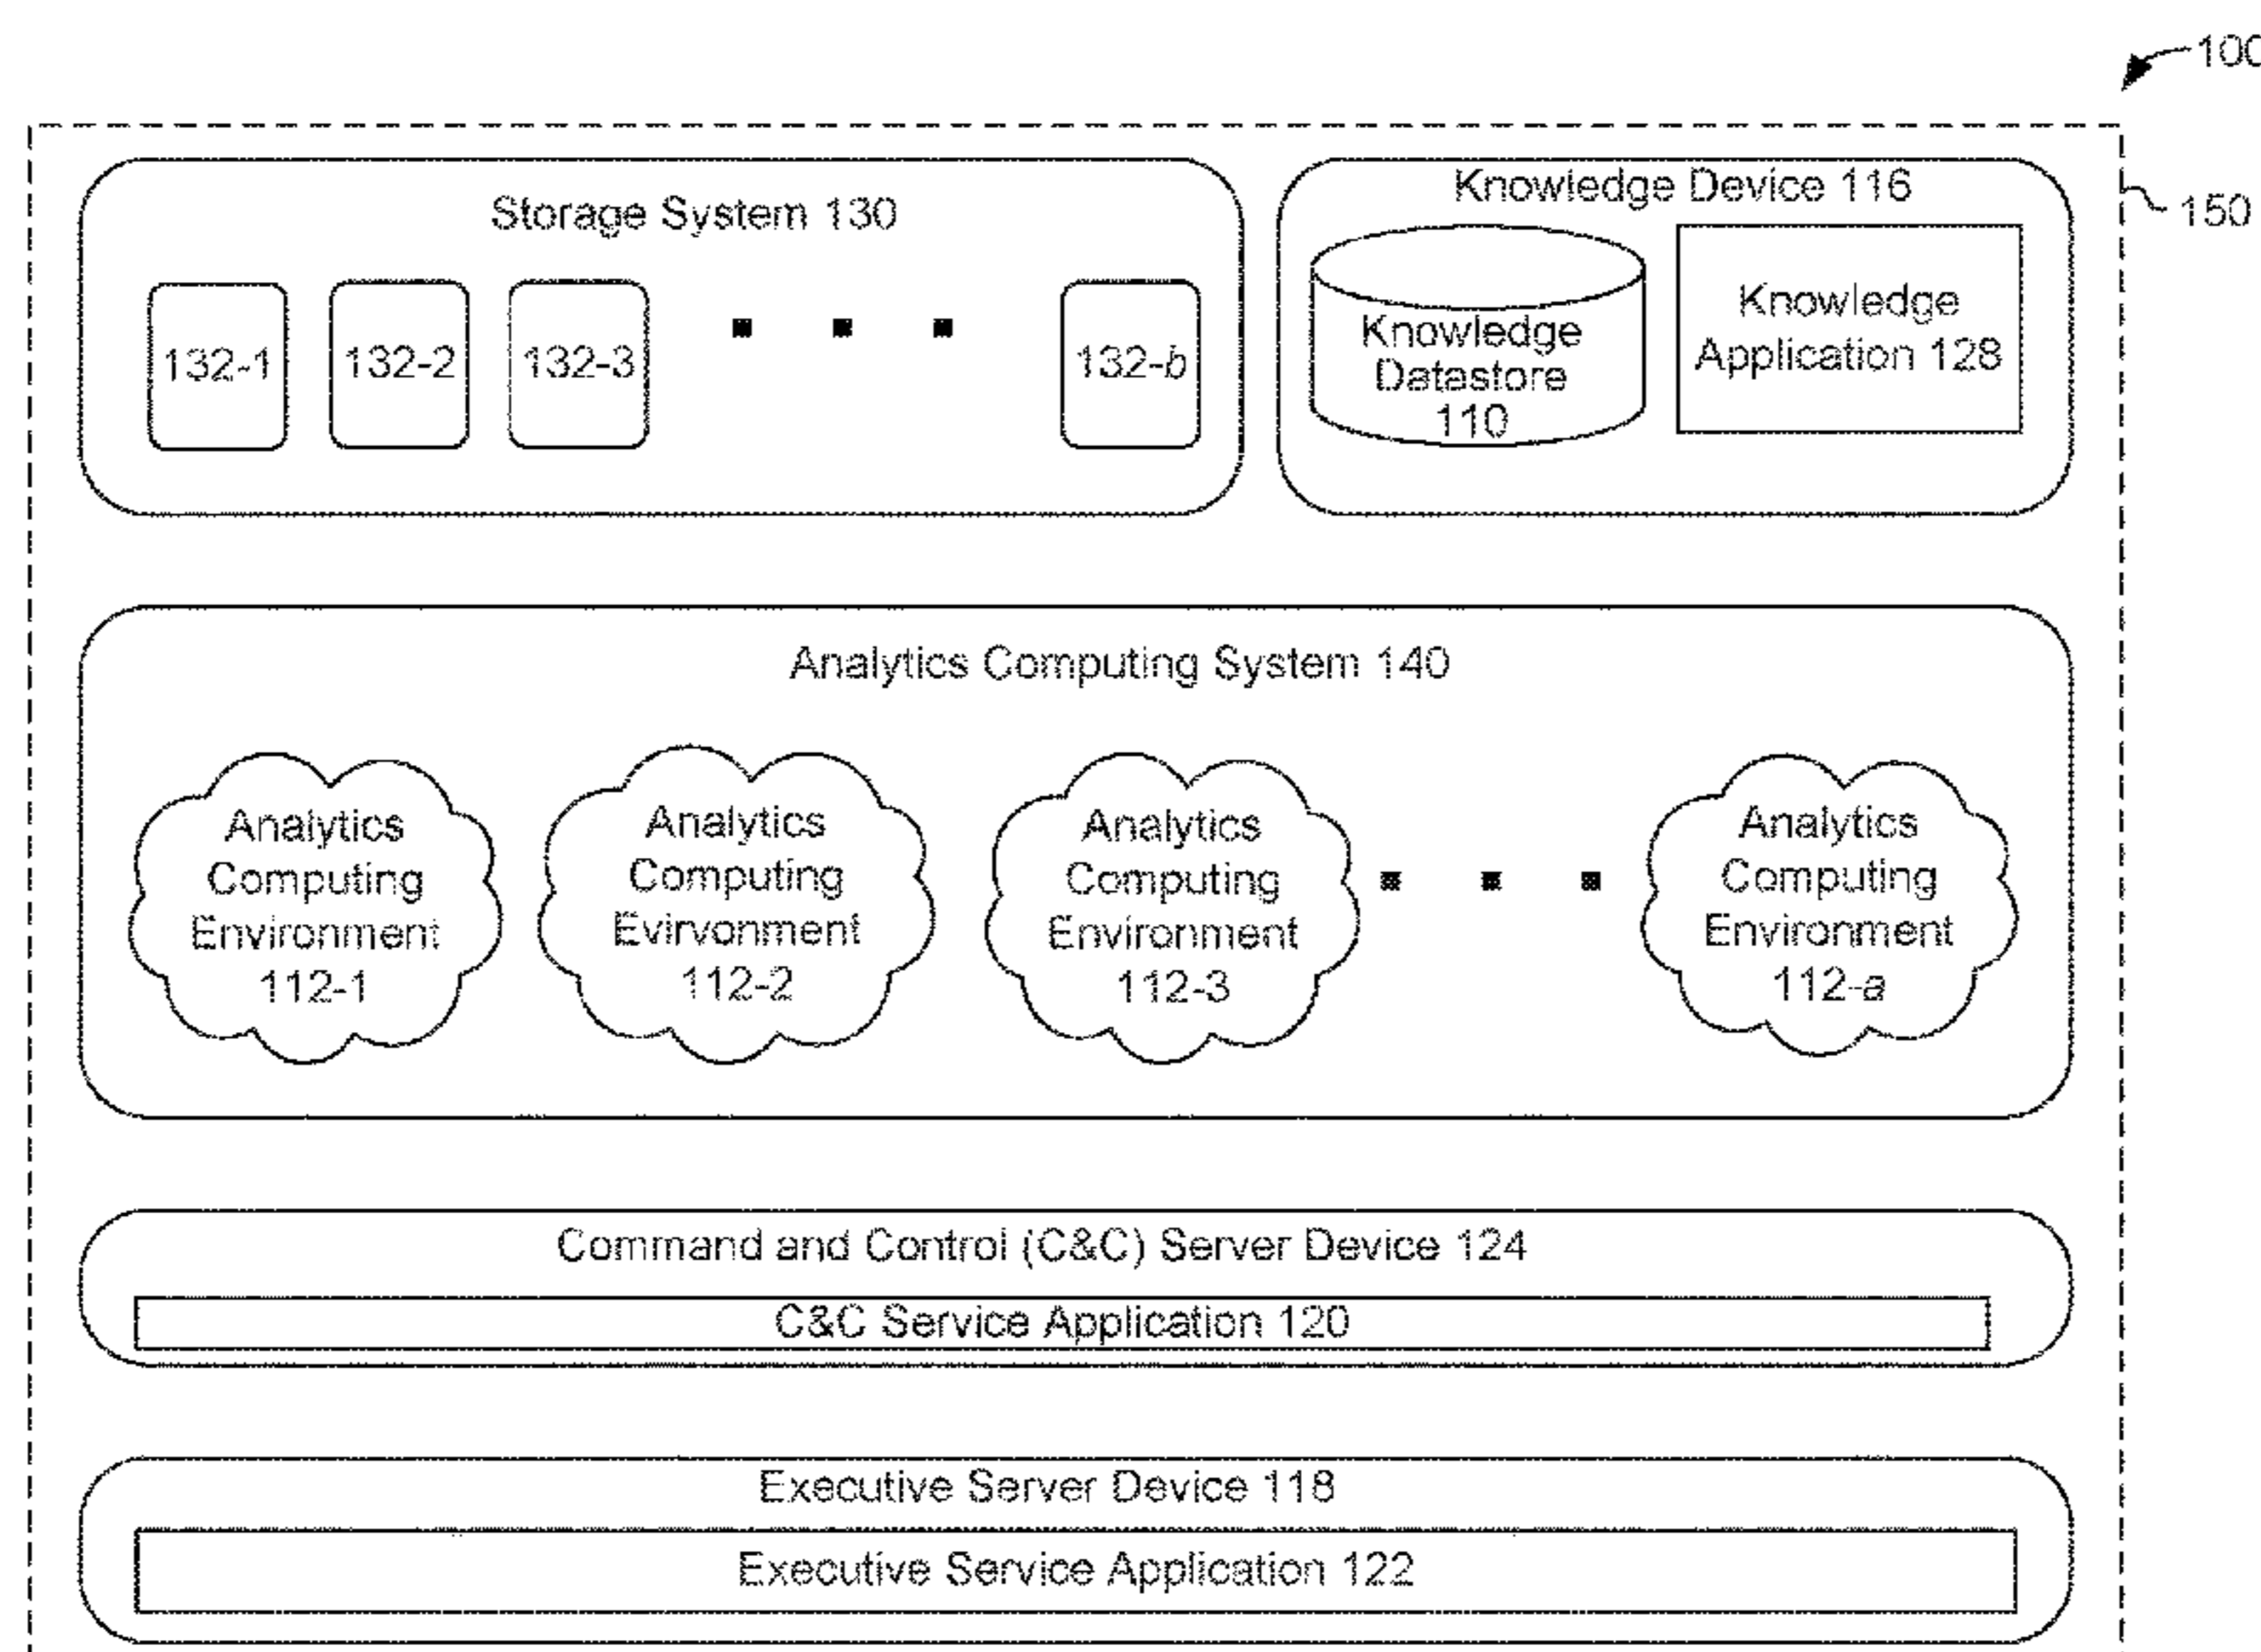 100
150
Storage System 130
132-1
132-2
132-3
132-b
Knowledge Device 116
Knowledge
Datastore
110
Knowledge
Application 128
Analytics Computing System 140
Analytics
Computing
Environment
112-1
Analytics
Computing
Evirvonment
112-2
Analytics
Computing
Environment
112-3
Analytics
Computing
Environment
112-a
Command and Control (C&C) Server Device 124
C&C Service Application 120
Executive Server Device 118
Executive Service Application 122